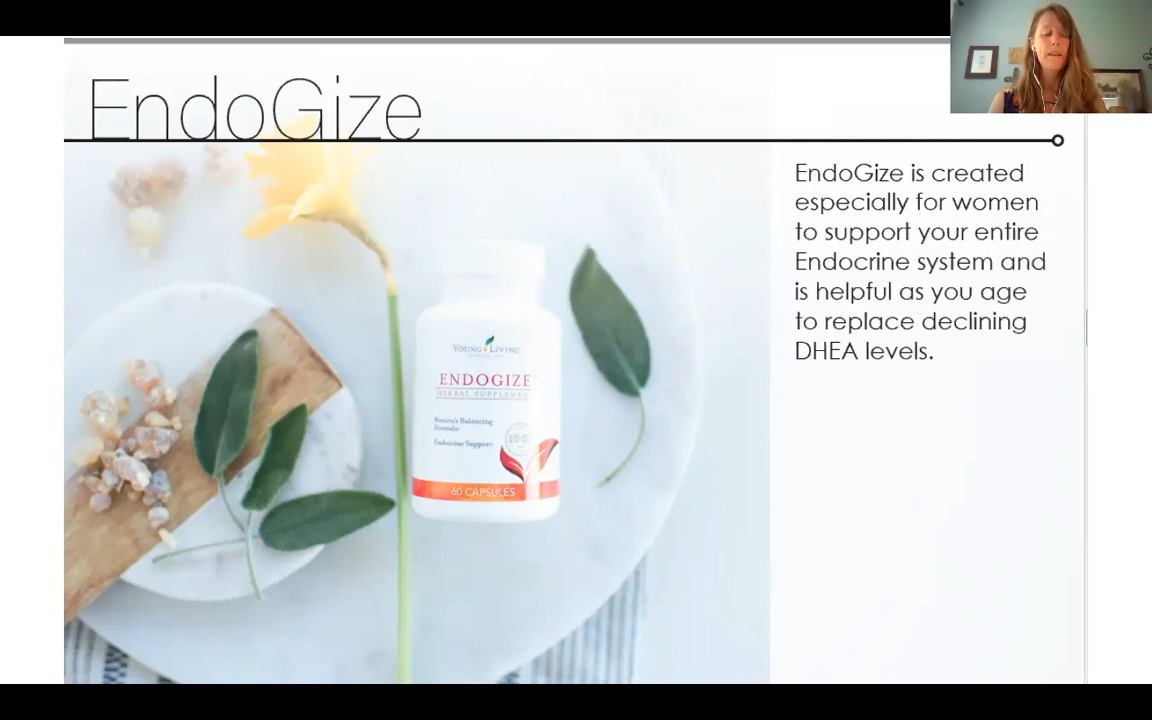 EndoGize
EndoGize is created
especially for women
to support your entire
Endocrine system and
is helpful as you age
to replace declining
DHEA levels.
YOUNG LIVING
ENDOGIZE
HERBAL SUPPLEMENT
Women's Balancing
Formula
Endocrine Support
60 CAPSULES